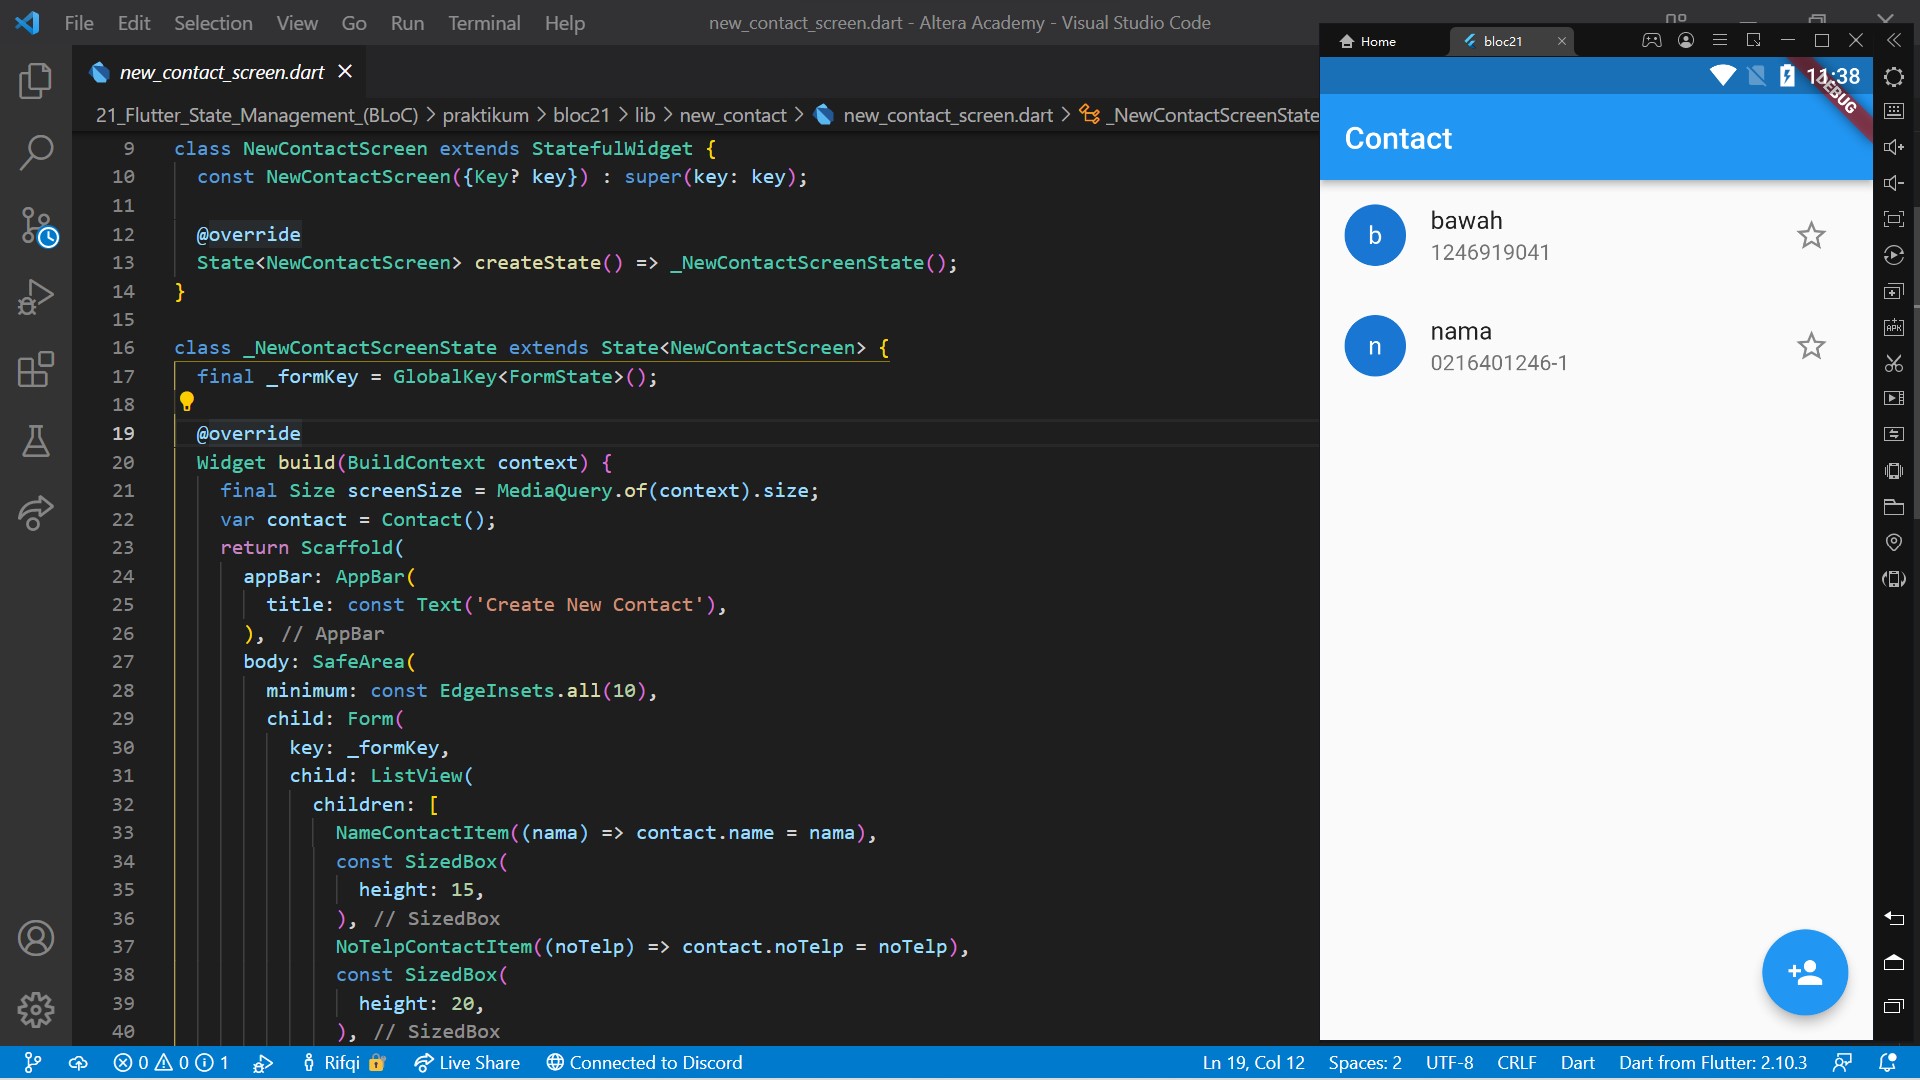 File Edit Selection View Go Run Terminal Help new_contact_screen.dart - Altera Academy - Visual Studio Code
new_contact_screen.dart
21_Flutter_State_Management_(BLoC) > praktikum > bloc21 > lib > new_contact > new_contact_screen.dart > _NewContactScreenState
9 class NewContactScreen extends StatefulWidget {
10 const NewContactScreen({Key? key}) : super(key: key);
11
12 @override
13 State<NewContactScreen> createState() => _NewContactScreenState();
14 }
15
16 class _NewContactScreenState extends State<NewContactScreen> {
17 final _formKey = GlobalKey<FormState>();
18
19 @override
20 Widget build(BuildContext context) {
21 final Size screenSize = MediaQuery.of(context).size;
22 var contact = Contact();
23 return Scaffold(
24 appBar: AppBar(
25 title: const Text('Create New Contact'),
26 ), // AppBar
27 body: SafeArea(
28 minimum: const EdgeInsets.all(10),
29 child: Form(
30 key: _formKey,
31 child: ListView(
32 children: [
33 NameContactItem((nama) => contact.name = nama),
34 const SizedBox(
35 height: 15,
36 ), // SizedBox
37 NoTelpContactItem((noTelp) => contact.noTelp = noTelp),
38 const SizedBox(
39 height: 20,
40 ), // SizedBox
Home bloc21
11:38
DEBUG
Contact
b bawah
1246919041
n nama
0216401246-1
APK
0 0 1 Rifqi Live Share Connected to Discord Ln 19, Col 12 Spaces: 2 UTF-8 CRLF Dart Dart from Flutter: 2.10.3